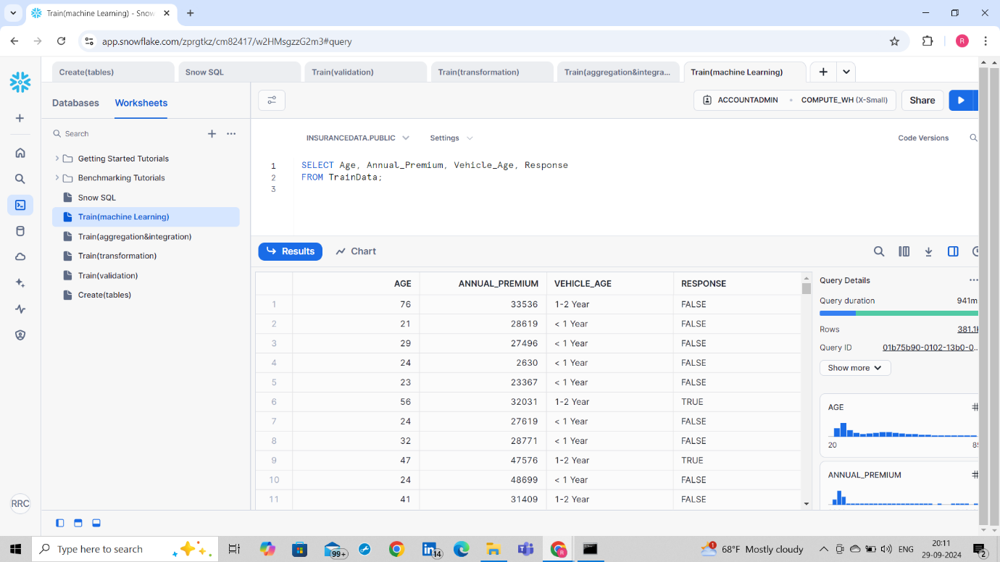 Train(machine Learning) - Snow
app.snowflake.com/zprgtkz/cm82417/w2HMsgzzG2m3#query
R
Create(tables)
Snow SQL
Train(validation)
Train(transformation)
Train(aggregation&integra...
Train(machine Learning)
Databases
Worksheets
ACCOUNTADMIN
COMPUTE_WH (X-Small)
Share
Search
INSURANCEDATA.PUBLIC
Settings
Code Versions
Getting Started Tutorials
Benchmarking Tutorials
Snow SQL
Train(machine Learning)
Train(aggregation&integration)
Train(transformation)
Train(validation)
Create(tables)
1 SELECT Age, Annual_Premium, Vehicle_Age, Response
2 FROM TrainData;
3
Results
Chart
AGE ANNUAL_PREMIUM VEHICLE_AGE RESPONSE
1 76 33536 1-2 Year FALSE
2 21 28619 < 1 Year FALSE
3 29 27496 < 1 Year FALSE
4 24 2630 < 1 Year FALSE
5 23 23367 < 1 Year FALSE
6 56 32031 1-2 Year TRUE
7 24 27619 < 1 Year FALSE
8 32 28771 < 1 Year FALSE
9 47 47576 1-2 Year TRUE
10 24 48699 < 1 Year FALSE
11 41 31409 1-2 Year FALSE
Query Details
Query duration 941m
Rows 381.1
Query ID 01b75b90-0102-13b0-0...
Show more
AGE #
20 85
ANNUAL_PREMIUM #
RRC
Type here to search
99+
14
R
1
68°F Mostly cloudy
ENG
20:11
29-09-2024
2